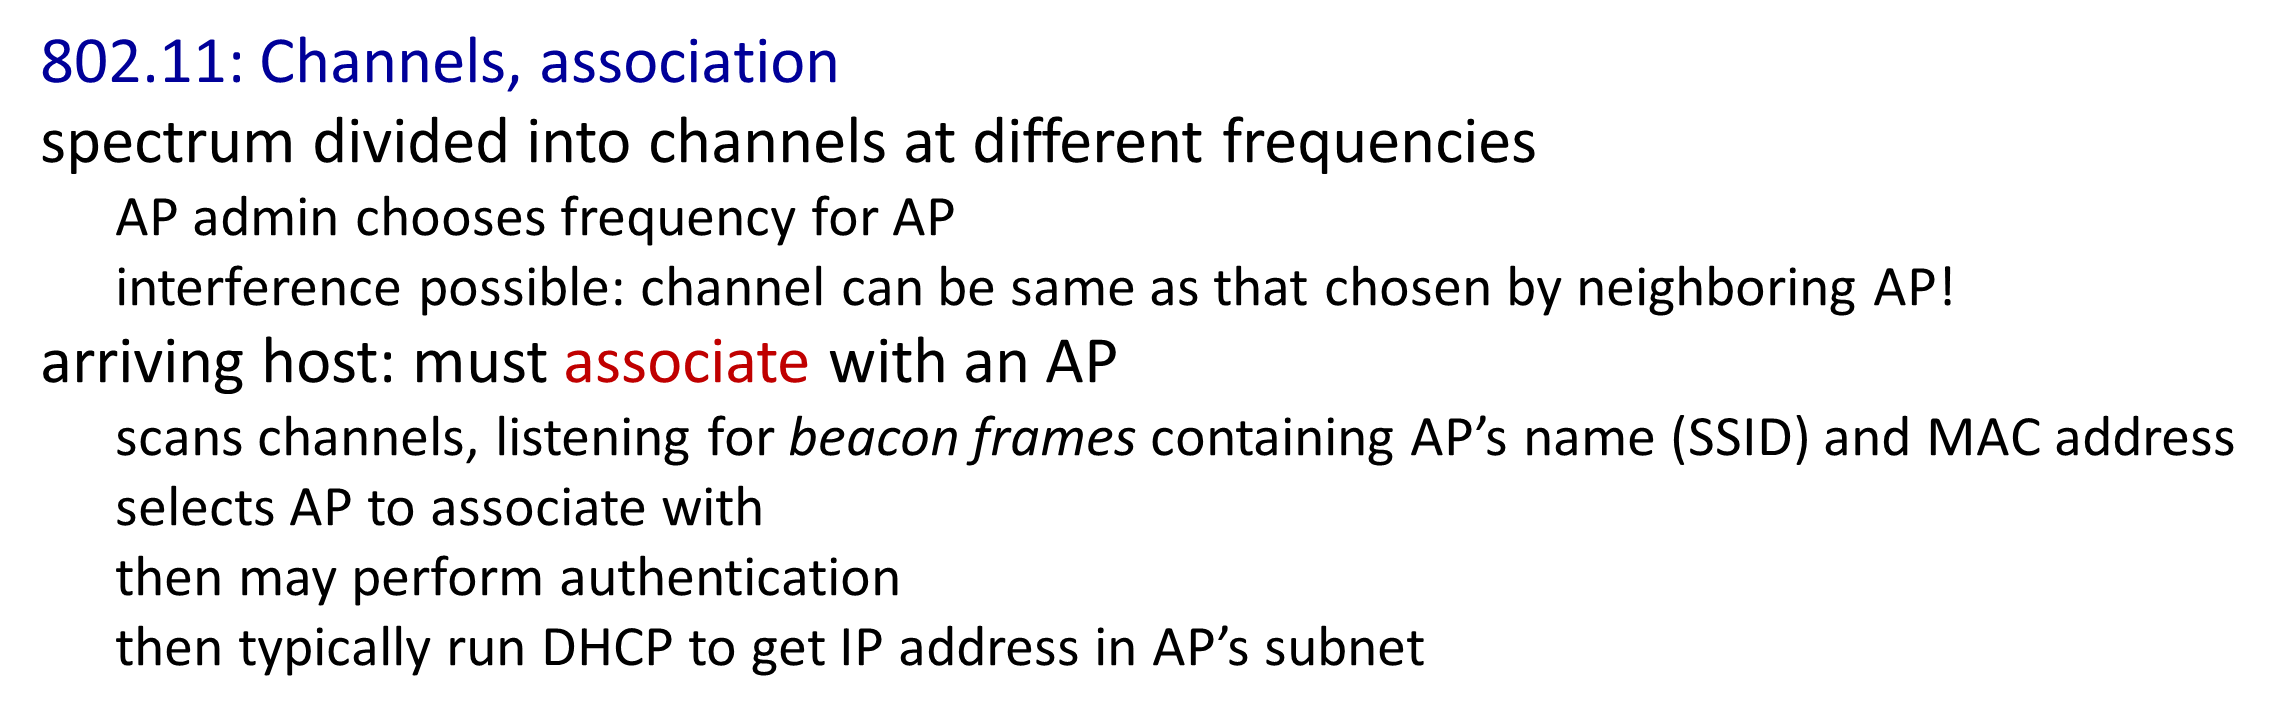 802.11: Channels, association
spectrum divided into channels at different frequencies
AP admin chooses frequency for AP
interference possible: channel can be same as that chosen by neighboring AP!
arriving host: must associate with an AP
scans channels, listening for beacon frames containing AP’s name (SSID) and MAC address
selects AP to associate with
then may perform authentication
then typically run DHCP to get IP address in AP’s subnet